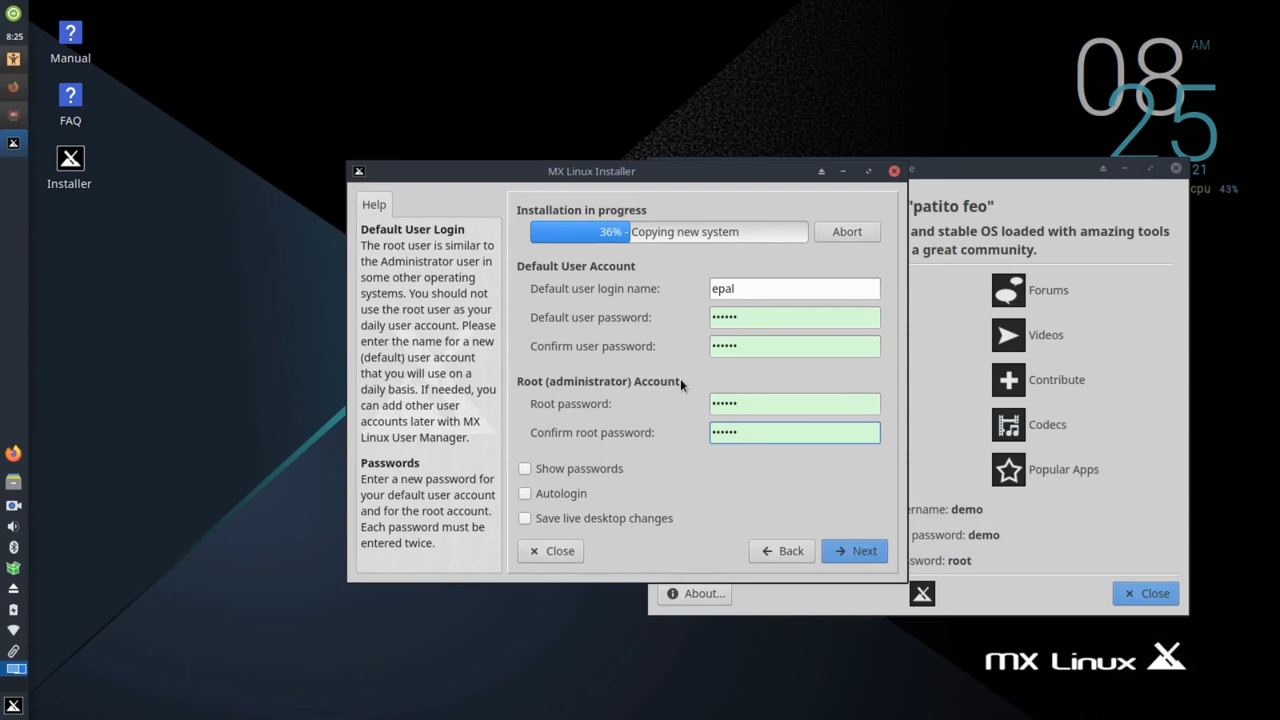 8:25
Manual
FAQ
Installer
08
AM
25
21
cpu 43%
MX Linux Installer
Help
Default User Login
The root user is similar to
the Administrator user in
some other operating
systems. You should not
use the root user as your
daily user account. Please
enter the name for a new
(default) user account
that you will use on a
daily basis. If needed, you
can add other user
accounts later with MX
Linux User Manager.
Passwords
Enter a new password for
your default user account
and for the root account.
Each password must be
entered twice.
Installation in progress
36% - Copying new system
Abort
Default User Account
Default user login name:
epal
Default user password:
••••••
Confirm user password:
••••••
Root (administrator) Account
Root password:
••••••
Confirm root password:
••••••
Show passwords
Autologin
Save live desktop changes
Close
Back
Next
e
"patito feo"
and stable OS loaded with amazing tools
a great community.
Forums
Videos
Contribute
Codecs
Popular Apps
ername: demo
password: demo
sword: root
About...
Close
MX Linux